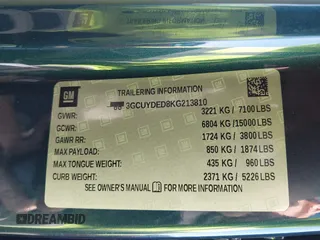 GM
TRAILERING INFORMATION
3GCUYDED8KG213810
GVWR: 3221 KG / 7100 LBS
GCWR: 6804 KG /15000 LBS
GAWR RR: 1724 KG / 3800 LBS
MAX PAYLOAD: 850 KG / 1874 LBS
MAX TONGUE WEIGHT: 435 KG / 960 LBS
CURB WEIGHT: 2371 KG / 5226 LBS
SEE OWNER'S MANUAL FOR MORE INFORMATION
DREAMBID